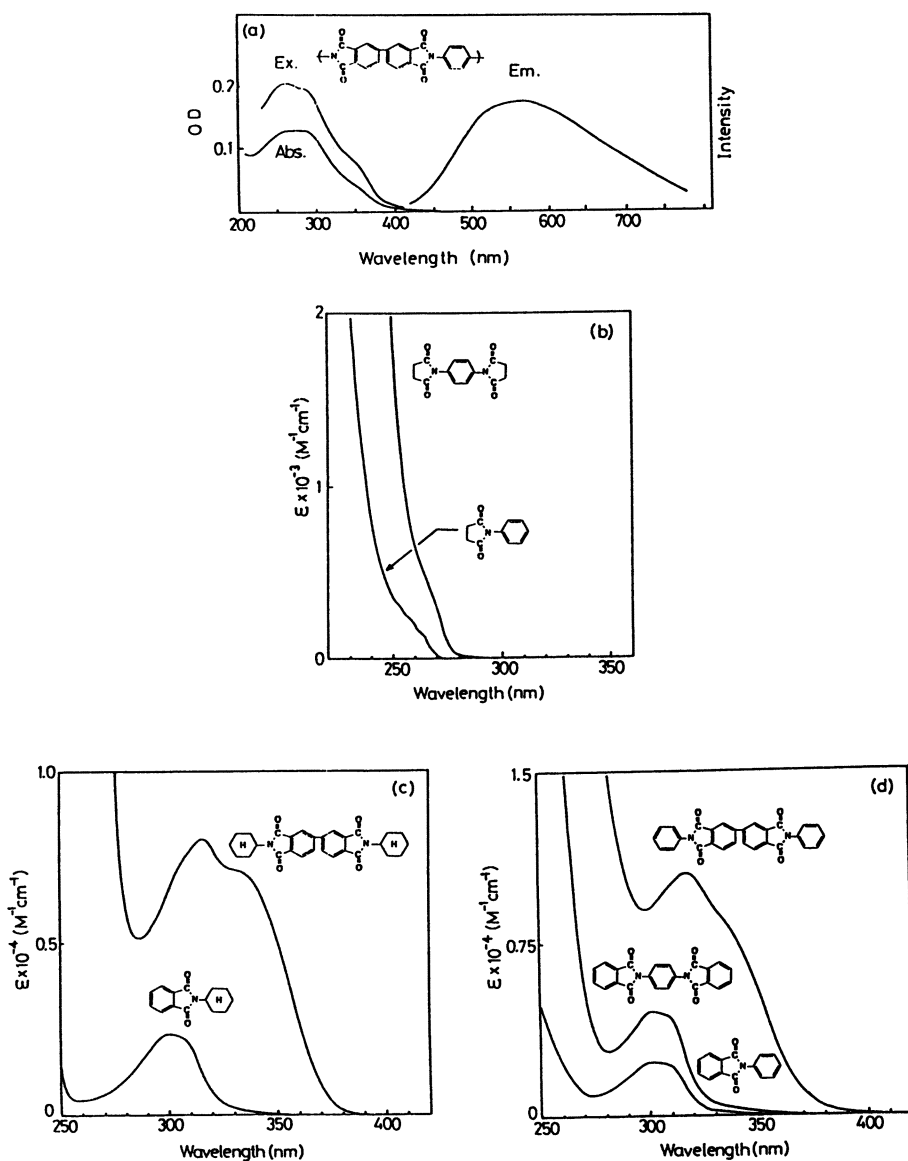 (a)
Ex.
Em.
Abs.
OD
0.2
0.1
Intensity
200 300 400 500 600 700
Wavelength (nm)
(b)
2
1
0
ε x 10⁻³ (M⁻¹cm⁻¹)
250 300 350
Wavelength (nm)
(c)
1.0
0.5
0
ε x 10⁻⁴ (M⁻¹cm⁻¹)
250 300 350 400
Wavelength (nm)
(d)
1.5
0.75
0
ε x 10⁻⁴ (M⁻¹cm⁻¹)
250 300 350 400
Wavelength (nm)